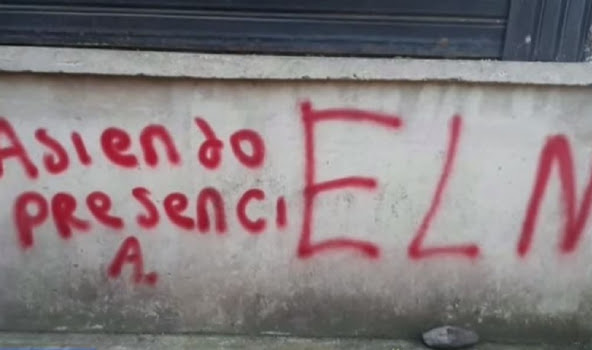 Asiendo
presenci
A.
ELN